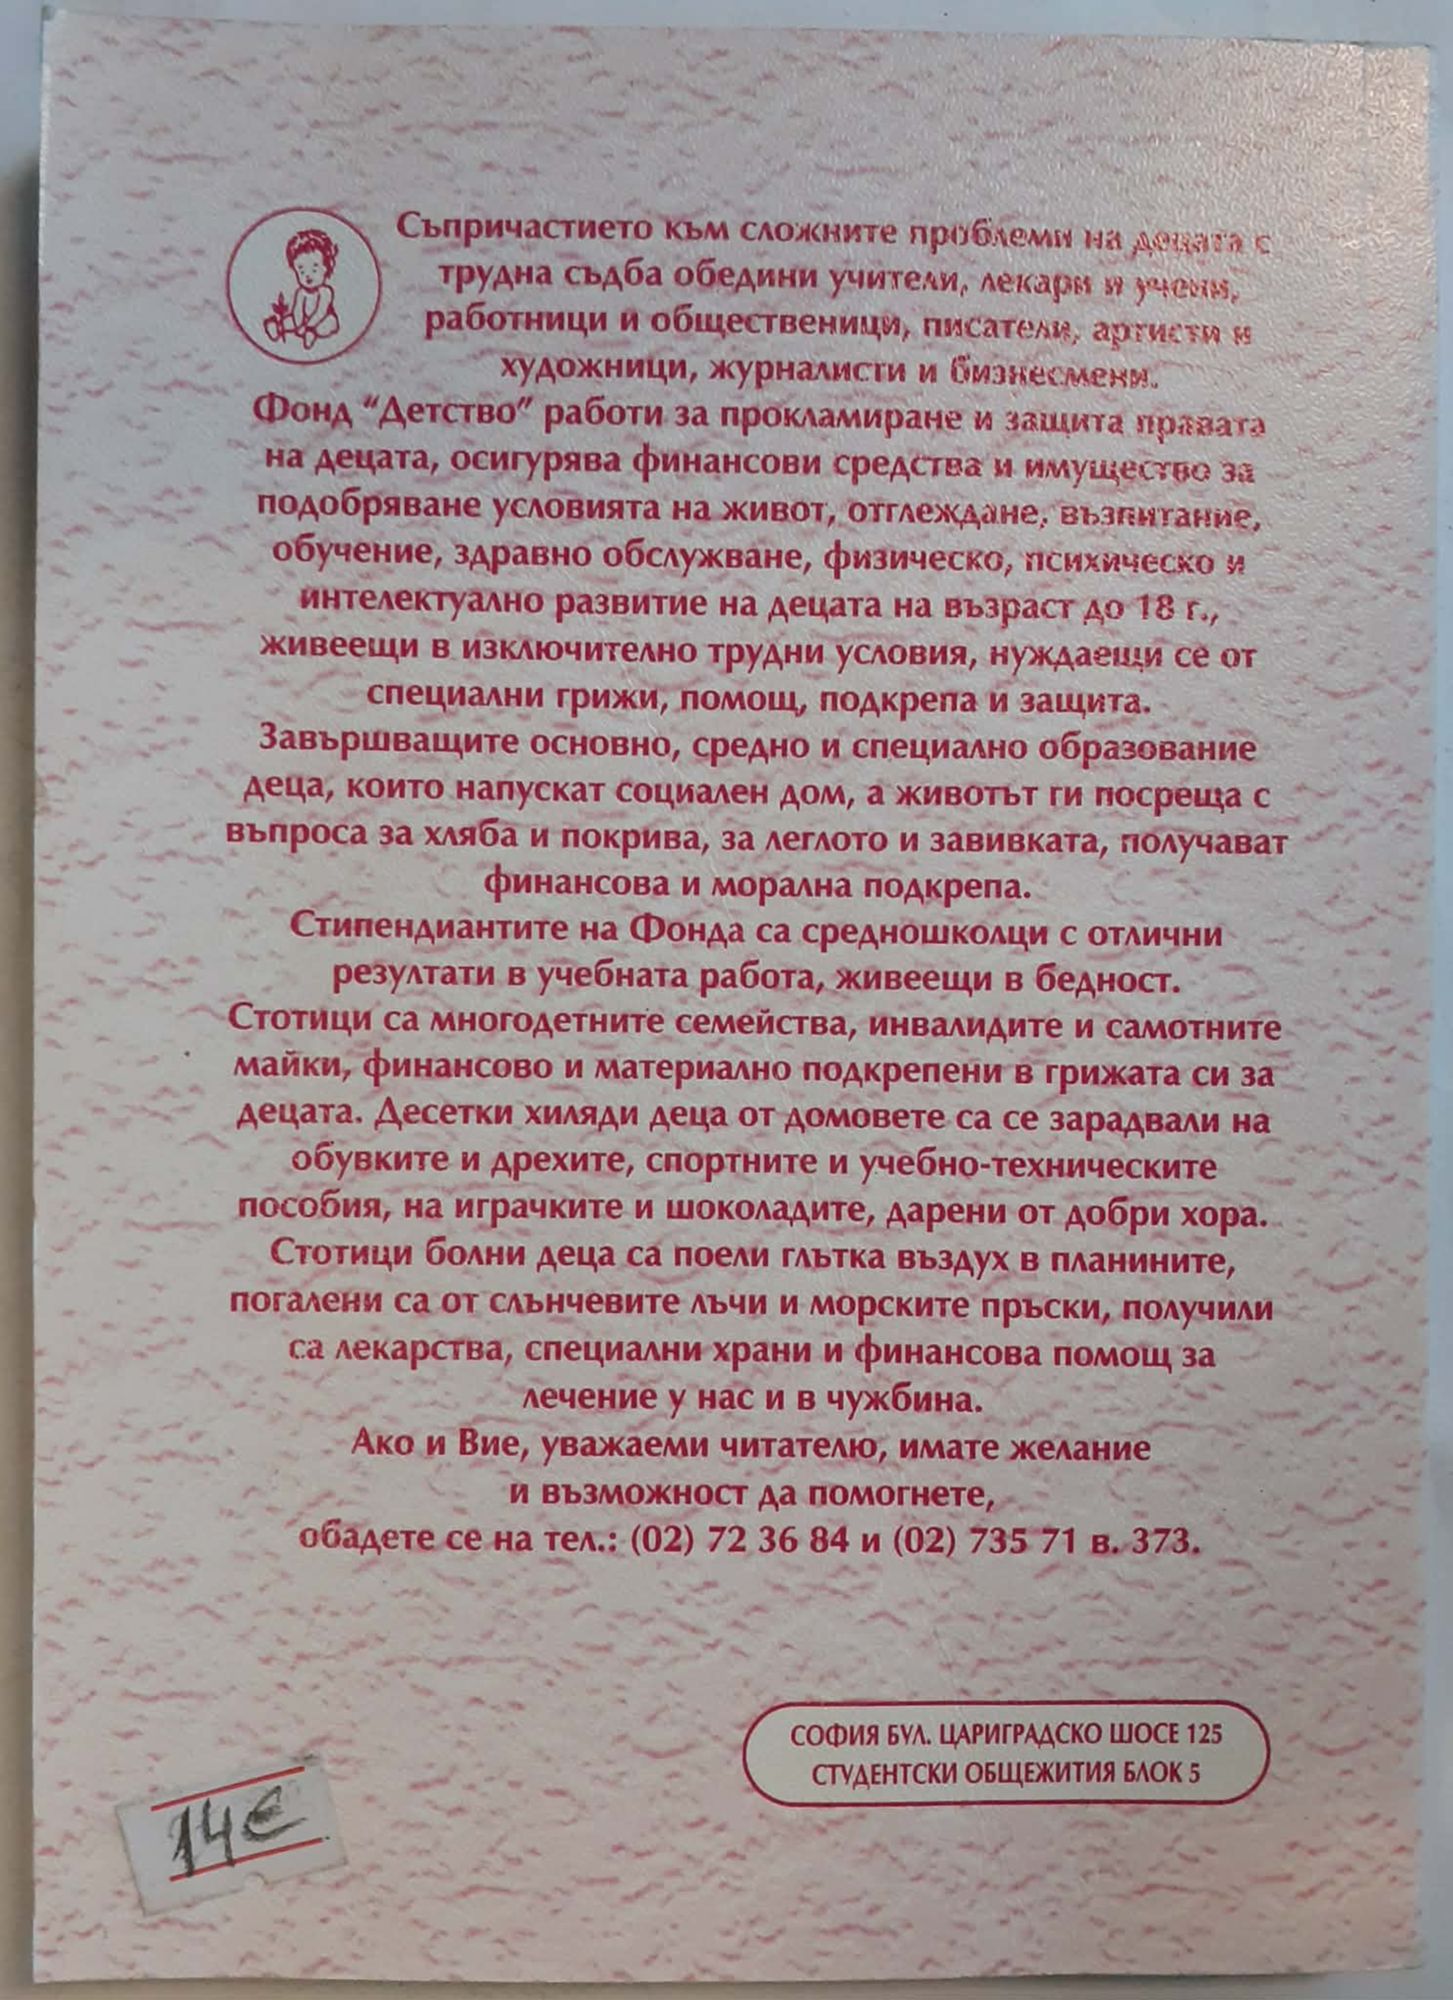 Съпричастието към сложните проблеми на децата с
трудна съдба обедини учители, лекари и учени,
работници и общественици, писатели, артисти и
художници, журналисти и бизнесмени.
Фонд "Детство" работи за прокламиране и защита правата
на децата, осигурява финансови средства и имущество за
подобряване условията на живот, отглеждане, възпитание,
обучение, здравно обслужване, физическо, психическо и
интелектуално развитие на децата на възраст до 18 г.,
живеещи в изключително трудни условия, нуждаещи се от
специални грижи, помощ, подкрепа и защита.
Завършващите основно, средно и специално образование
деца, които напускат социален дом, а животът ги посреща с
въпроса за хляба и покрива, за леглото и завивката, получават
финансова и морална подкрепа.
Стипендиантите на Фонда са средношколци с отлични
резултати в учебната работа, живеещи в бедност.
Стотици са многодетните семейства, инвалидите и самотните
майки, финансово и материално подкрепени в грижата си за
децата. Десетки хиляди деца от домовете са се зарадвали на
обувките и дрехите, спортните и учебно-техническите
пособия, на играчките и шоколадите, дарени от добри хора.
Стотици болни деца са поели глътка въздух в планините,
погалени са от слънчевите лъчи и морските пръски, получили
са лекарства, специални храни и финансова помощ за
лечение у нас и в чужбина.
Ако и Вие, уважаеми читателю, имате желание
и възможност да помогнете,
обадете се на тел.: (02) 72 36 84 и (02) 735 71 в. 373.
СОФИЯ БУЛ. ЦАРИГРАДСКО ШОСЕ 125
СТУДЕНТСКИ ОБЩЕЖИТИЯ БЛОК 5
14€